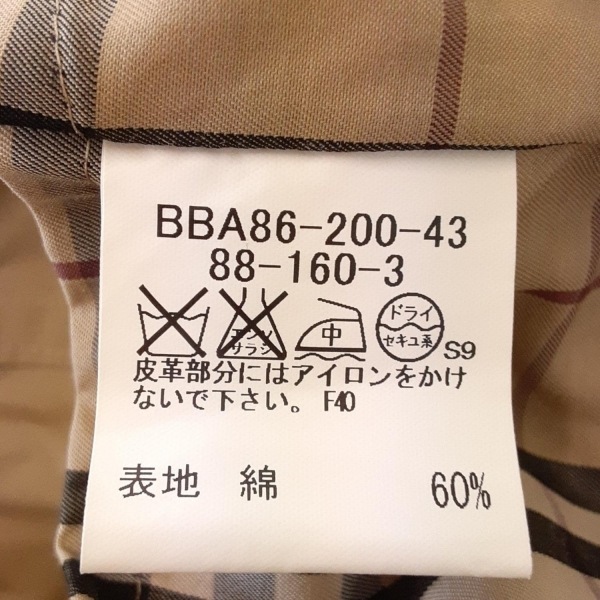 BBA86-200-43
88-160-3
エンソ
サラシ
中
ドライ
セキユ系
S9
皮革部分にはアイロンをかけ
ないで下さい。 F40
表地 綿 60%